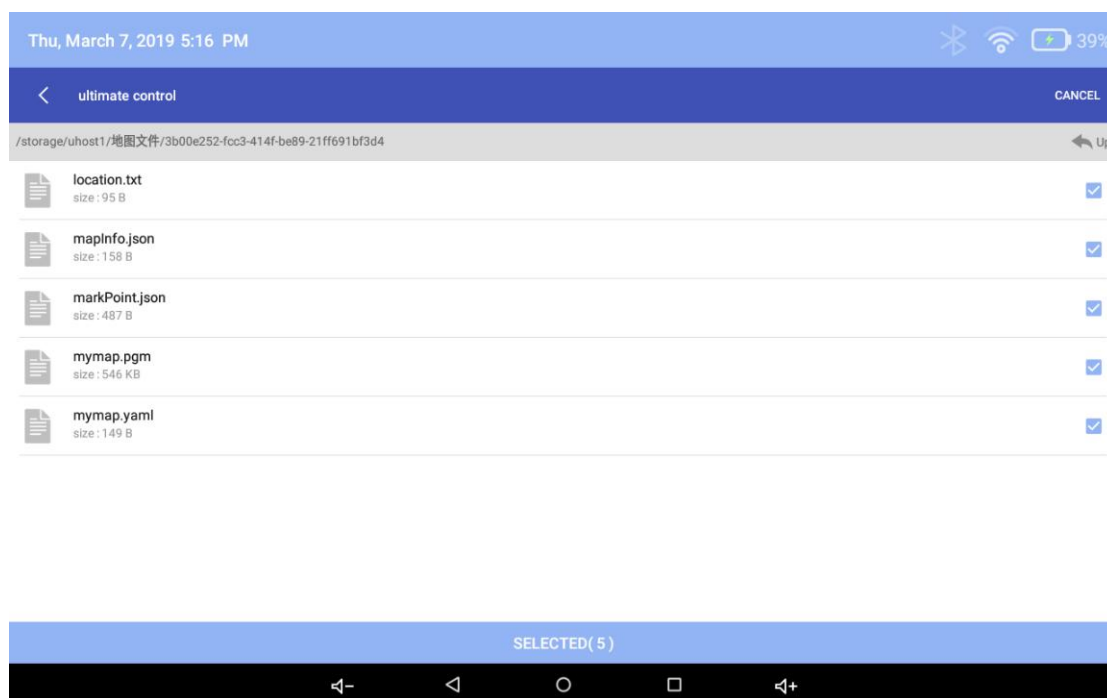 Thu, March 7, 2019 5:16 PM
39%
ultimate control
CANCEL
/storage/uhost1/地图文件/3b00e252-fcc3-414f-be89-21ff691bf3d4
Up
location.txt
size : 95 B
mapInfo.json
size : 158 B
markPoint.json
size : 487 B
mymap.pgm
size : 546 KB
mymap.yaml
size : 149 B
SELECTED( 5 )